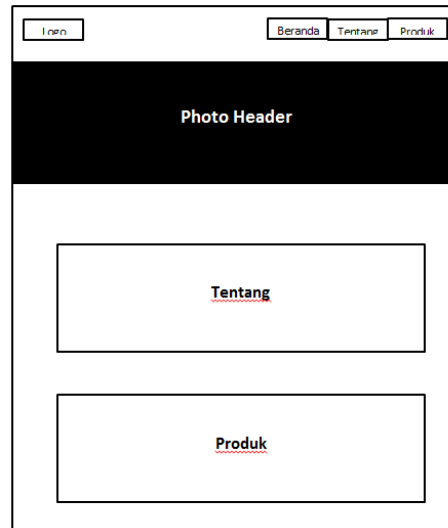 Logo
Beranda Tentang Produk
Photo Header
Tentang
Produk